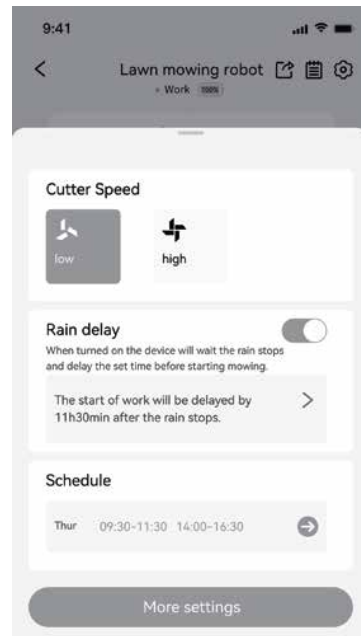 9:41
Lawn mowing robot
Work 100%
Cutter Speed
low
high
Rain delay
When turned on the device will wait the rain stops
and delay the set time before starting mowing.
The start of work will be delayed by
11h30min after the rain stops.
Schedule
Thur 09:30-11:30 14:00-16:30
More settings